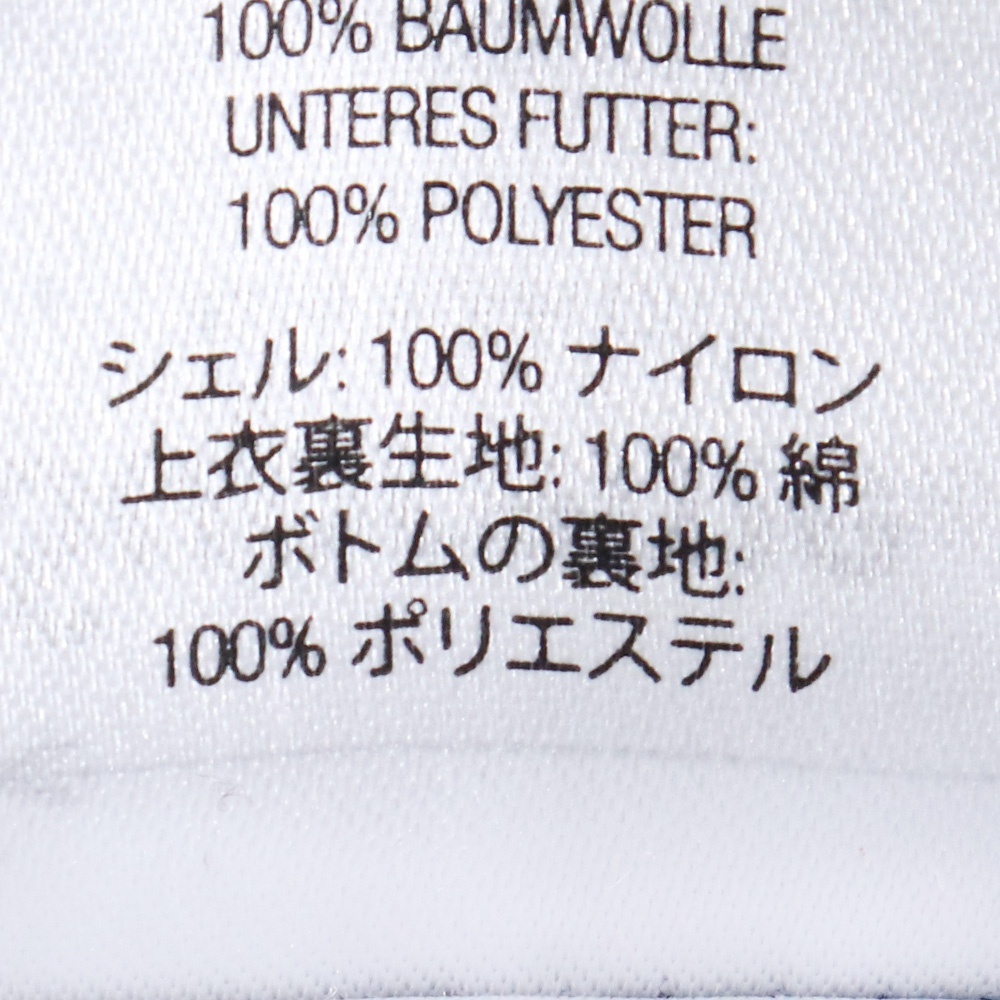 100% BAUMWOLLE
UNTERES FUTTER:
100% POLYESTER
シェル: 100% ナイロン
上衣裏生地: 100% 綿
ボトムの裏地:
100% ポリエステル